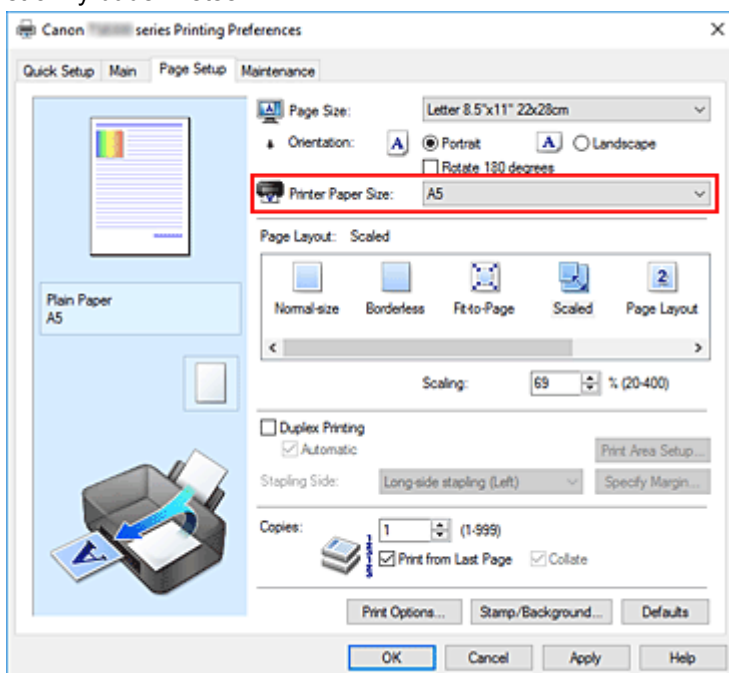 Canon series Printing Preferences
Quick Setup Main Page Setup Maintenance
Page Size: Letter 8.5"x11" 22x28cm
Orientation: A Portrait A Landscape
Rotate 180 degrees
Printer Paper Size: A5
Page Layout: Scaled
Normal-size Borderless Fit-to-Page Scaled Page Layout
Plain Paper
A5
Scaling: 69 % (20-400)
Duplex Printing
Automatic
Print Area Setup...
Stapling Side: Long-side stapling (Left) Specify Margin...
Copies: 1 (1-999)
Print from Last Page Collate
Print Options... Stamp/Background... Defaults
OK Cancel Apply Help